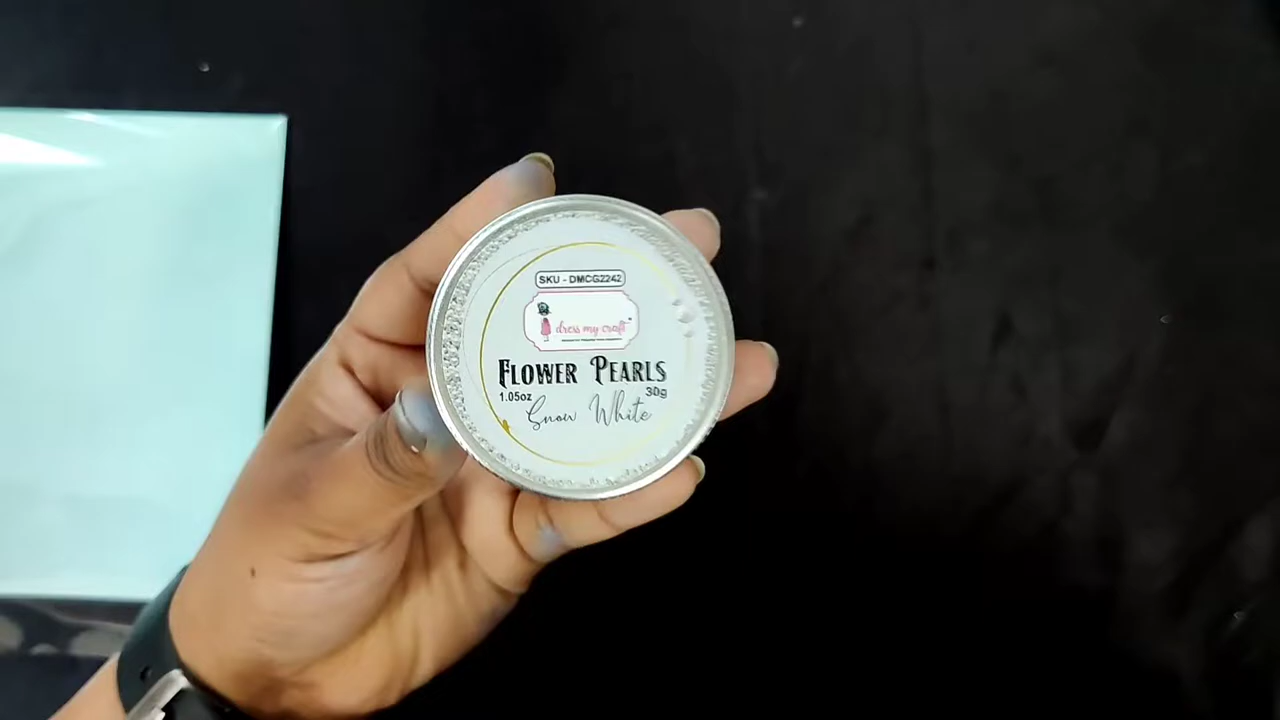 SKU - DMCG2242
dress my craft
FLOWER PEARLS
1.05oz 30g
Snow White